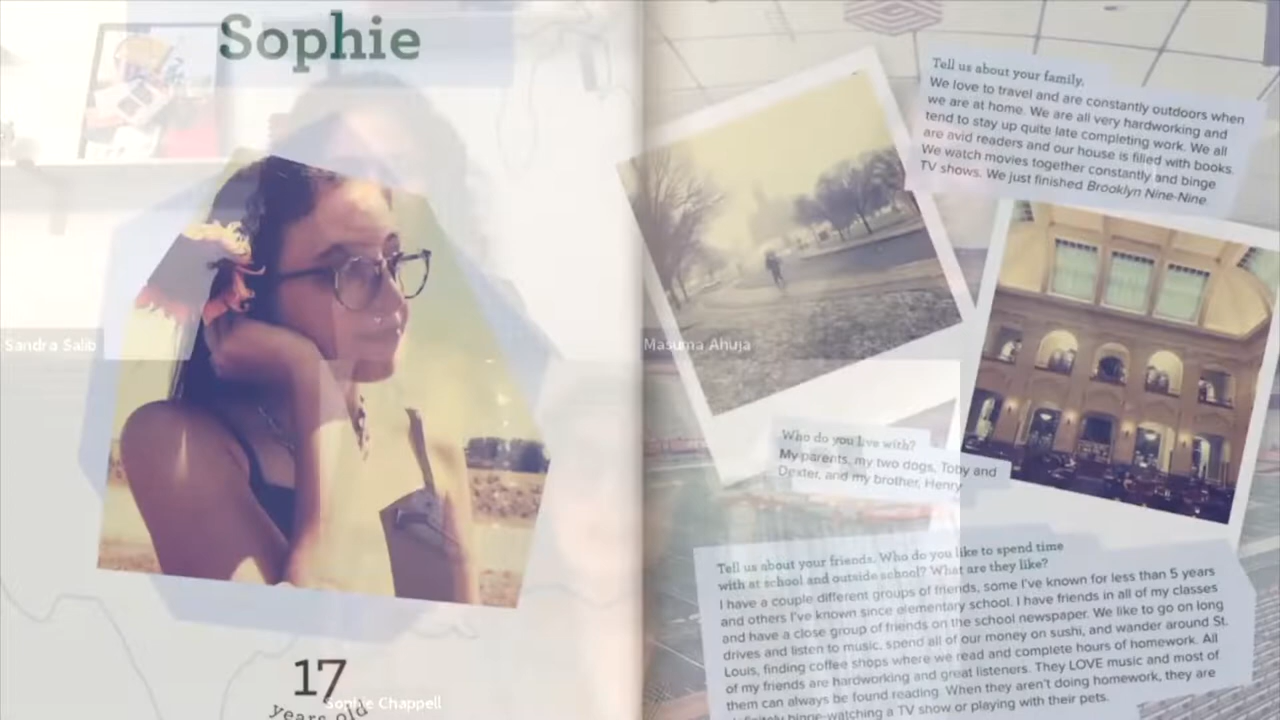 Sophie
Sandra Salib
17
years old
Sophie Chappell
Tell us about your family.
We love to travel and are constantly outdoors when
we are at home. We are all very hardworking and
tend to stay up quite late completing work. We all
are avid readers and our house is filled with books.
We watch movies together constantly and binge
TV shows. We just finished Brooklyn Nine-Nine.
Masuma Ahuja
Who do you live with?
My parents, my two dogs, Toby and
Dexter, and my brother, Henry
Tell us about your friends. Who do you like to spend time
with at school and outside school? What are they like?
I have a couple different groups of friends, some I've known for less than 5 years
and others I've known since elementary school. I have friends in all of my classes
and have a close group of friends on the school newspaper. We like to go on long
drives and listen to music, spend all of our money on sushi, and wander around St.
Louis, finding coffee shops where we read and complete hours of homework. All
of my friends are hardworking and great listeners. They LOVE music and most of
them can always be found reading. When they aren't doing homework, they are
definitely binge-watching a TV show or playing with their pets.